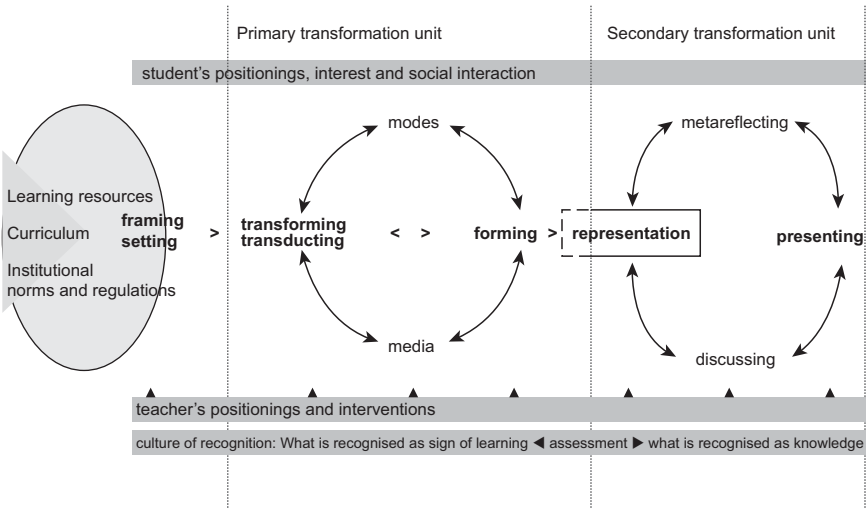 Primary transformation unit
Secondary transformation unit
student's positionings, interest and social interaction
modes
metareflecting
Learning resources
Curriculum
Institutional
norms and regulations
framing
setting
>
transforming
transducting
< >
forming
>
representation
presenting
media
discussing
teacher's positionings and interventions
culture of recognition: What is recognised as sign of learning ◀ assessment ▶ what is recognised as knowledge